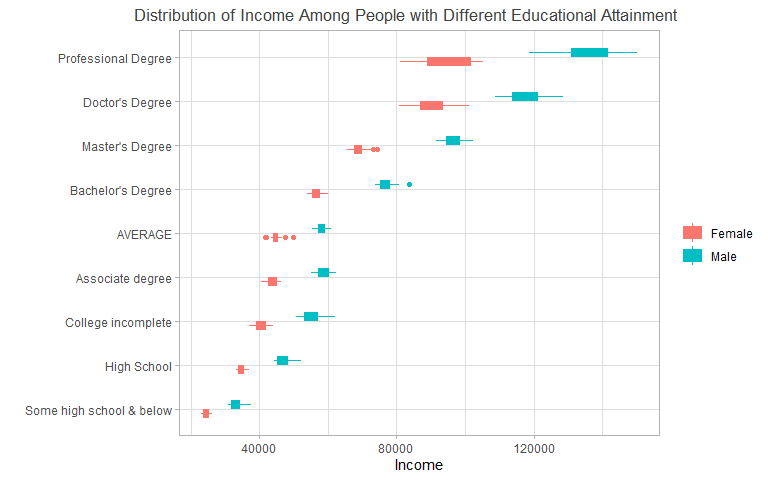 Distribution of Income Among People with Different Educational Attainment
Professional Degree
Doctor's Degree
Master's Degree
Bachelor's Degree
AVERAGE
Associate degree
College incomplete
High School
Some high school & below
40000
80000
120000
Income
Female
Male